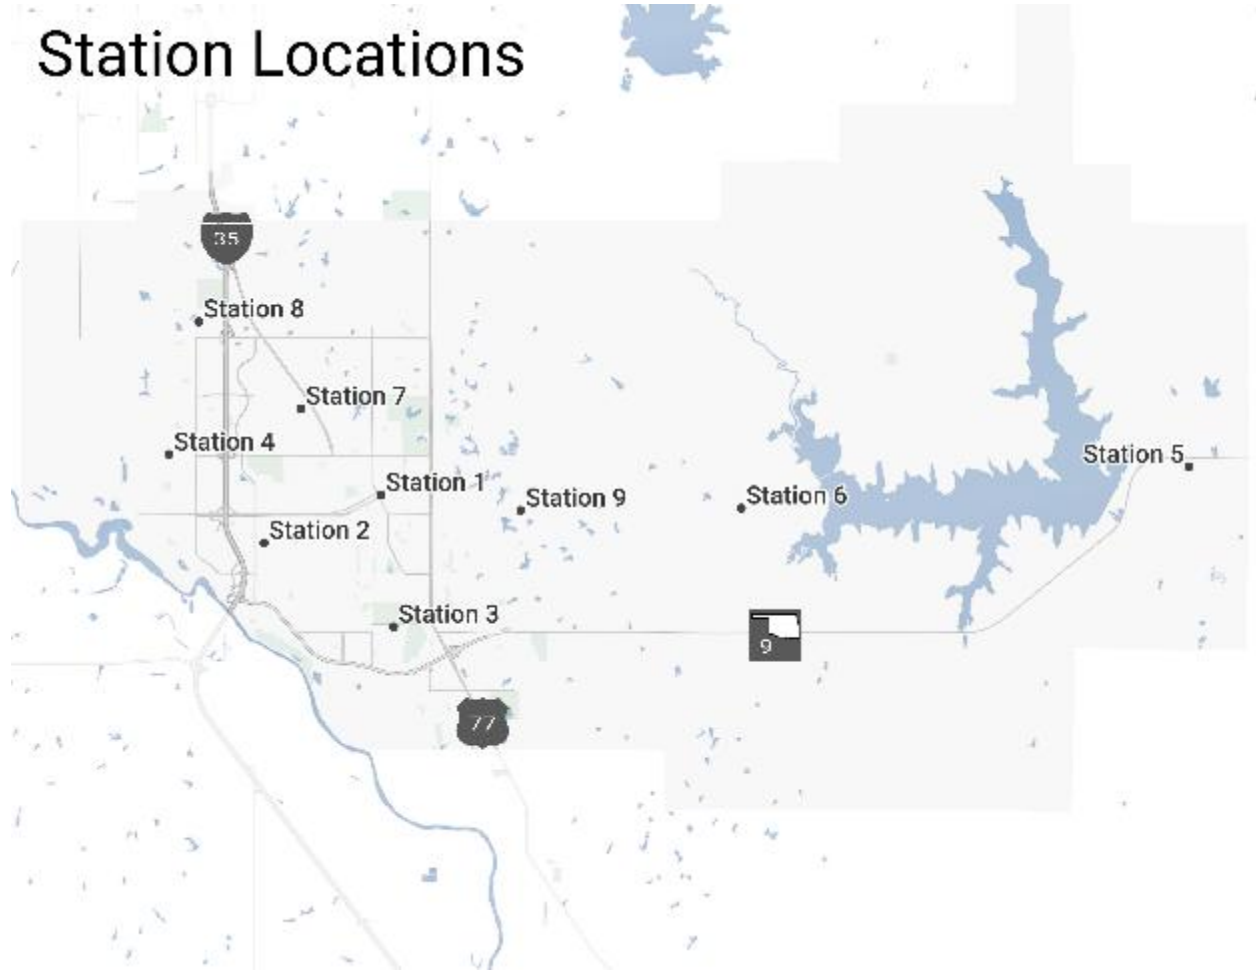 Station Locations
35
Station 8
Station 7
Station 4
Station 5
Station 1
Station 9
Station 6
Station 2
Station 3
9
77